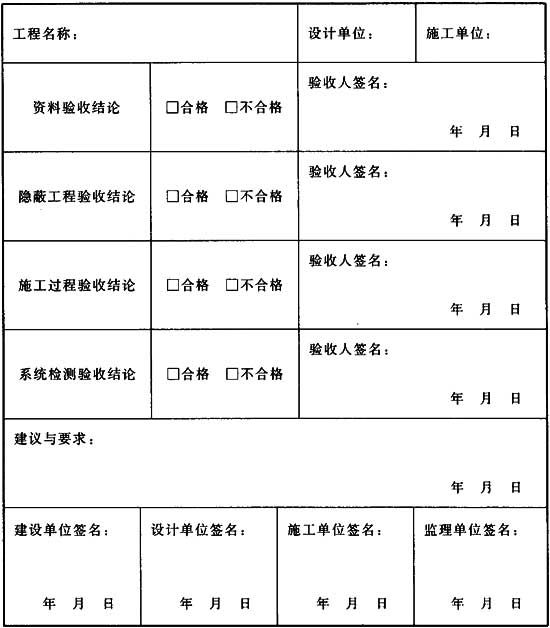 工程名称： 设计单位： 施工单位：
验收人签名：
资料验收结论 □合格 □不合格
年 月 日
验收人签名：
隐蔽工程验收结论 □合格 □不合格
年 月 日
验收人签名：
施工过程验收结论 □合格 □不合格
年 月 日
验收人签名：
系统检测验收结论 □合格 □不合格
年 月 日
建议与要求：
年 月 日
建设单位签名： 设计单位签名： 施工单位签名： 监理单位签名：
年 月 日 年 月 日 年 月 日 年 月 日